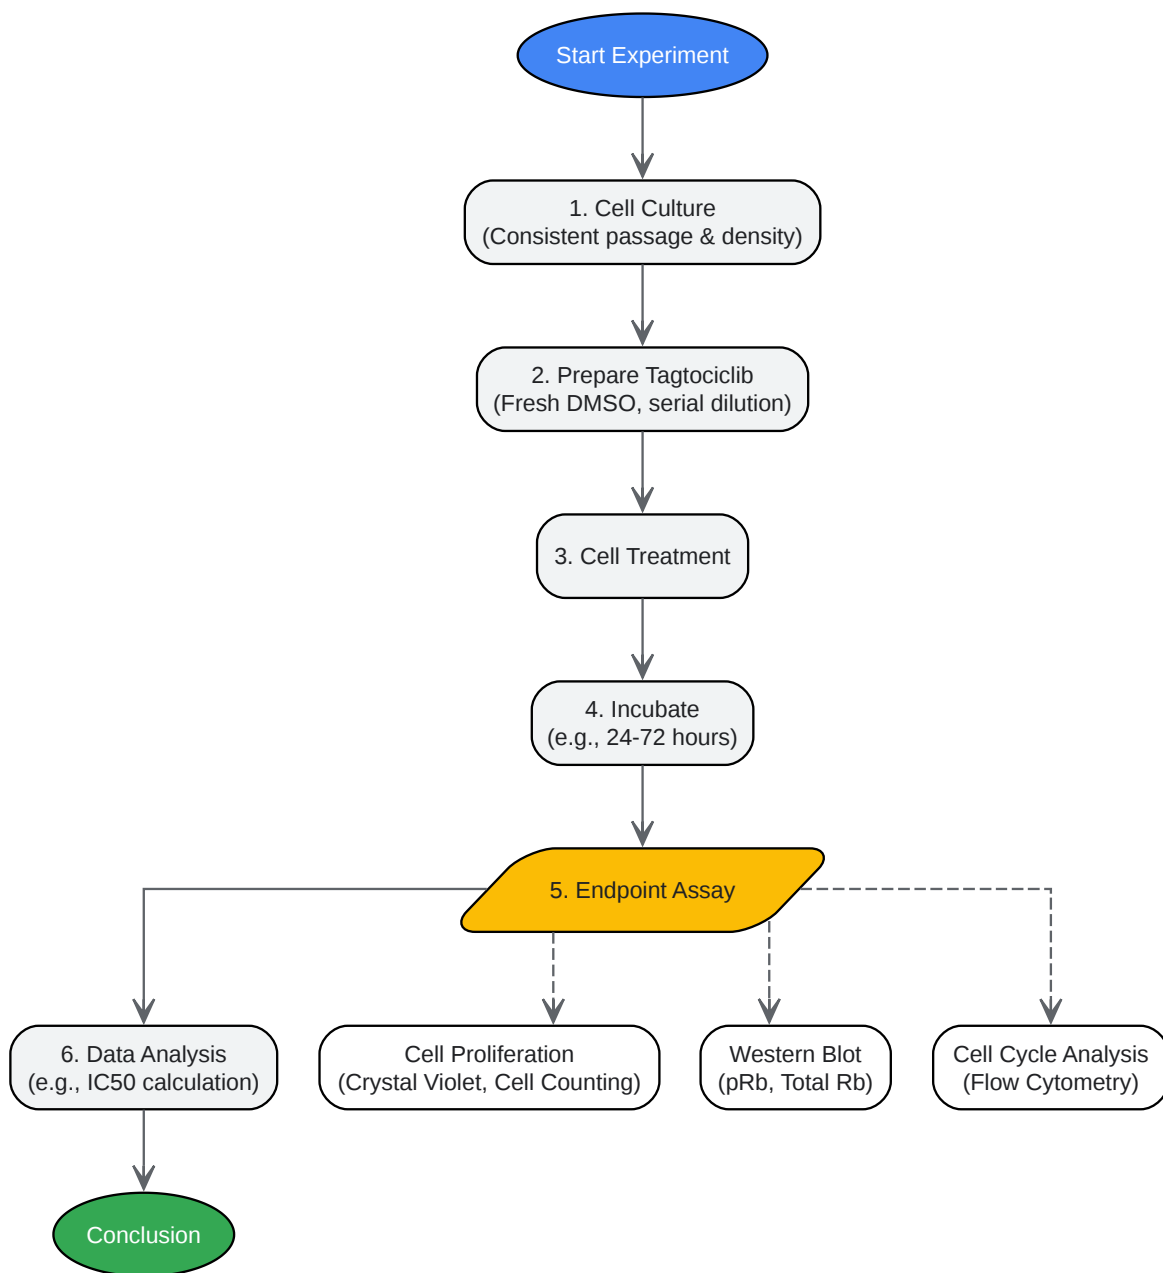 Start Experiment
1. Cell Culture
(Consistent passage & density)
2. Prepare Tagtociclib
(Fresh DMSO, serial dilution)
3. Cell Treatment
4. Incubate
(e.g., 24-72 hours)
5. Endpoint Assay
6. Data Analysis
(e.g., IC50 calculation)
Cell Proliferation
(Crystal Violet, Cell Counting)
Western Blot
(pRb, Total Rb)
Cell Cycle Analysis
(Flow Cytometry)
Conclusion